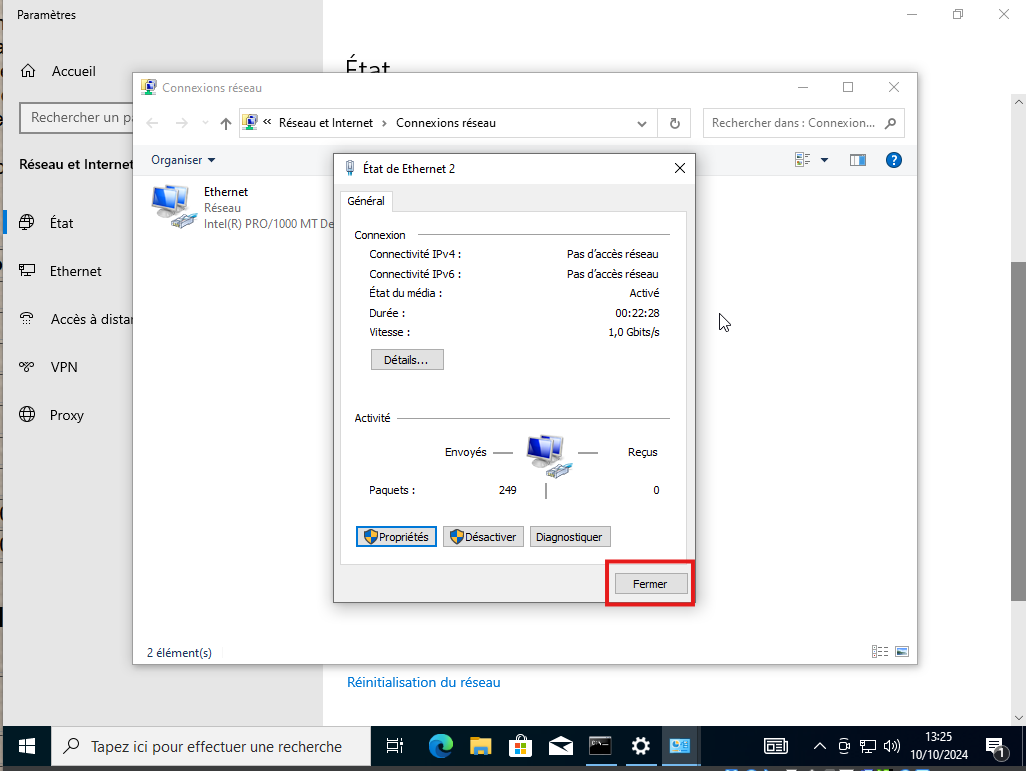 Paramètres
Accueil
État
Connexions réseau
Rechercher un pa
« Réseau et Internet › Connexions réseau
Rechercher dans : Connexion...
Réseau et Internet
Organiser
État de Ethernet 2
Général
Ethernet
Réseau
Intel(R) PRO/1000 MT De
État
Ethernet
Accès à distan
VPN
Proxy
Connexion
Connectivité IPv4 : Pas d'accès réseau
Connectivité IPv6 : Pas d'accès réseau
État du média : Activé
Durée : 00:22:28
Vitesse : 1,0 Gbits/s
Détails...
Activité
Envoyés Reçus
Paquets : 249 0
Propriétés Désactiver Diagnostiquer
Fermer
2 élément(s)
Réinitialisation du réseau
Tapez ici pour effectuer une recherche
13:25
10/10/2024
1